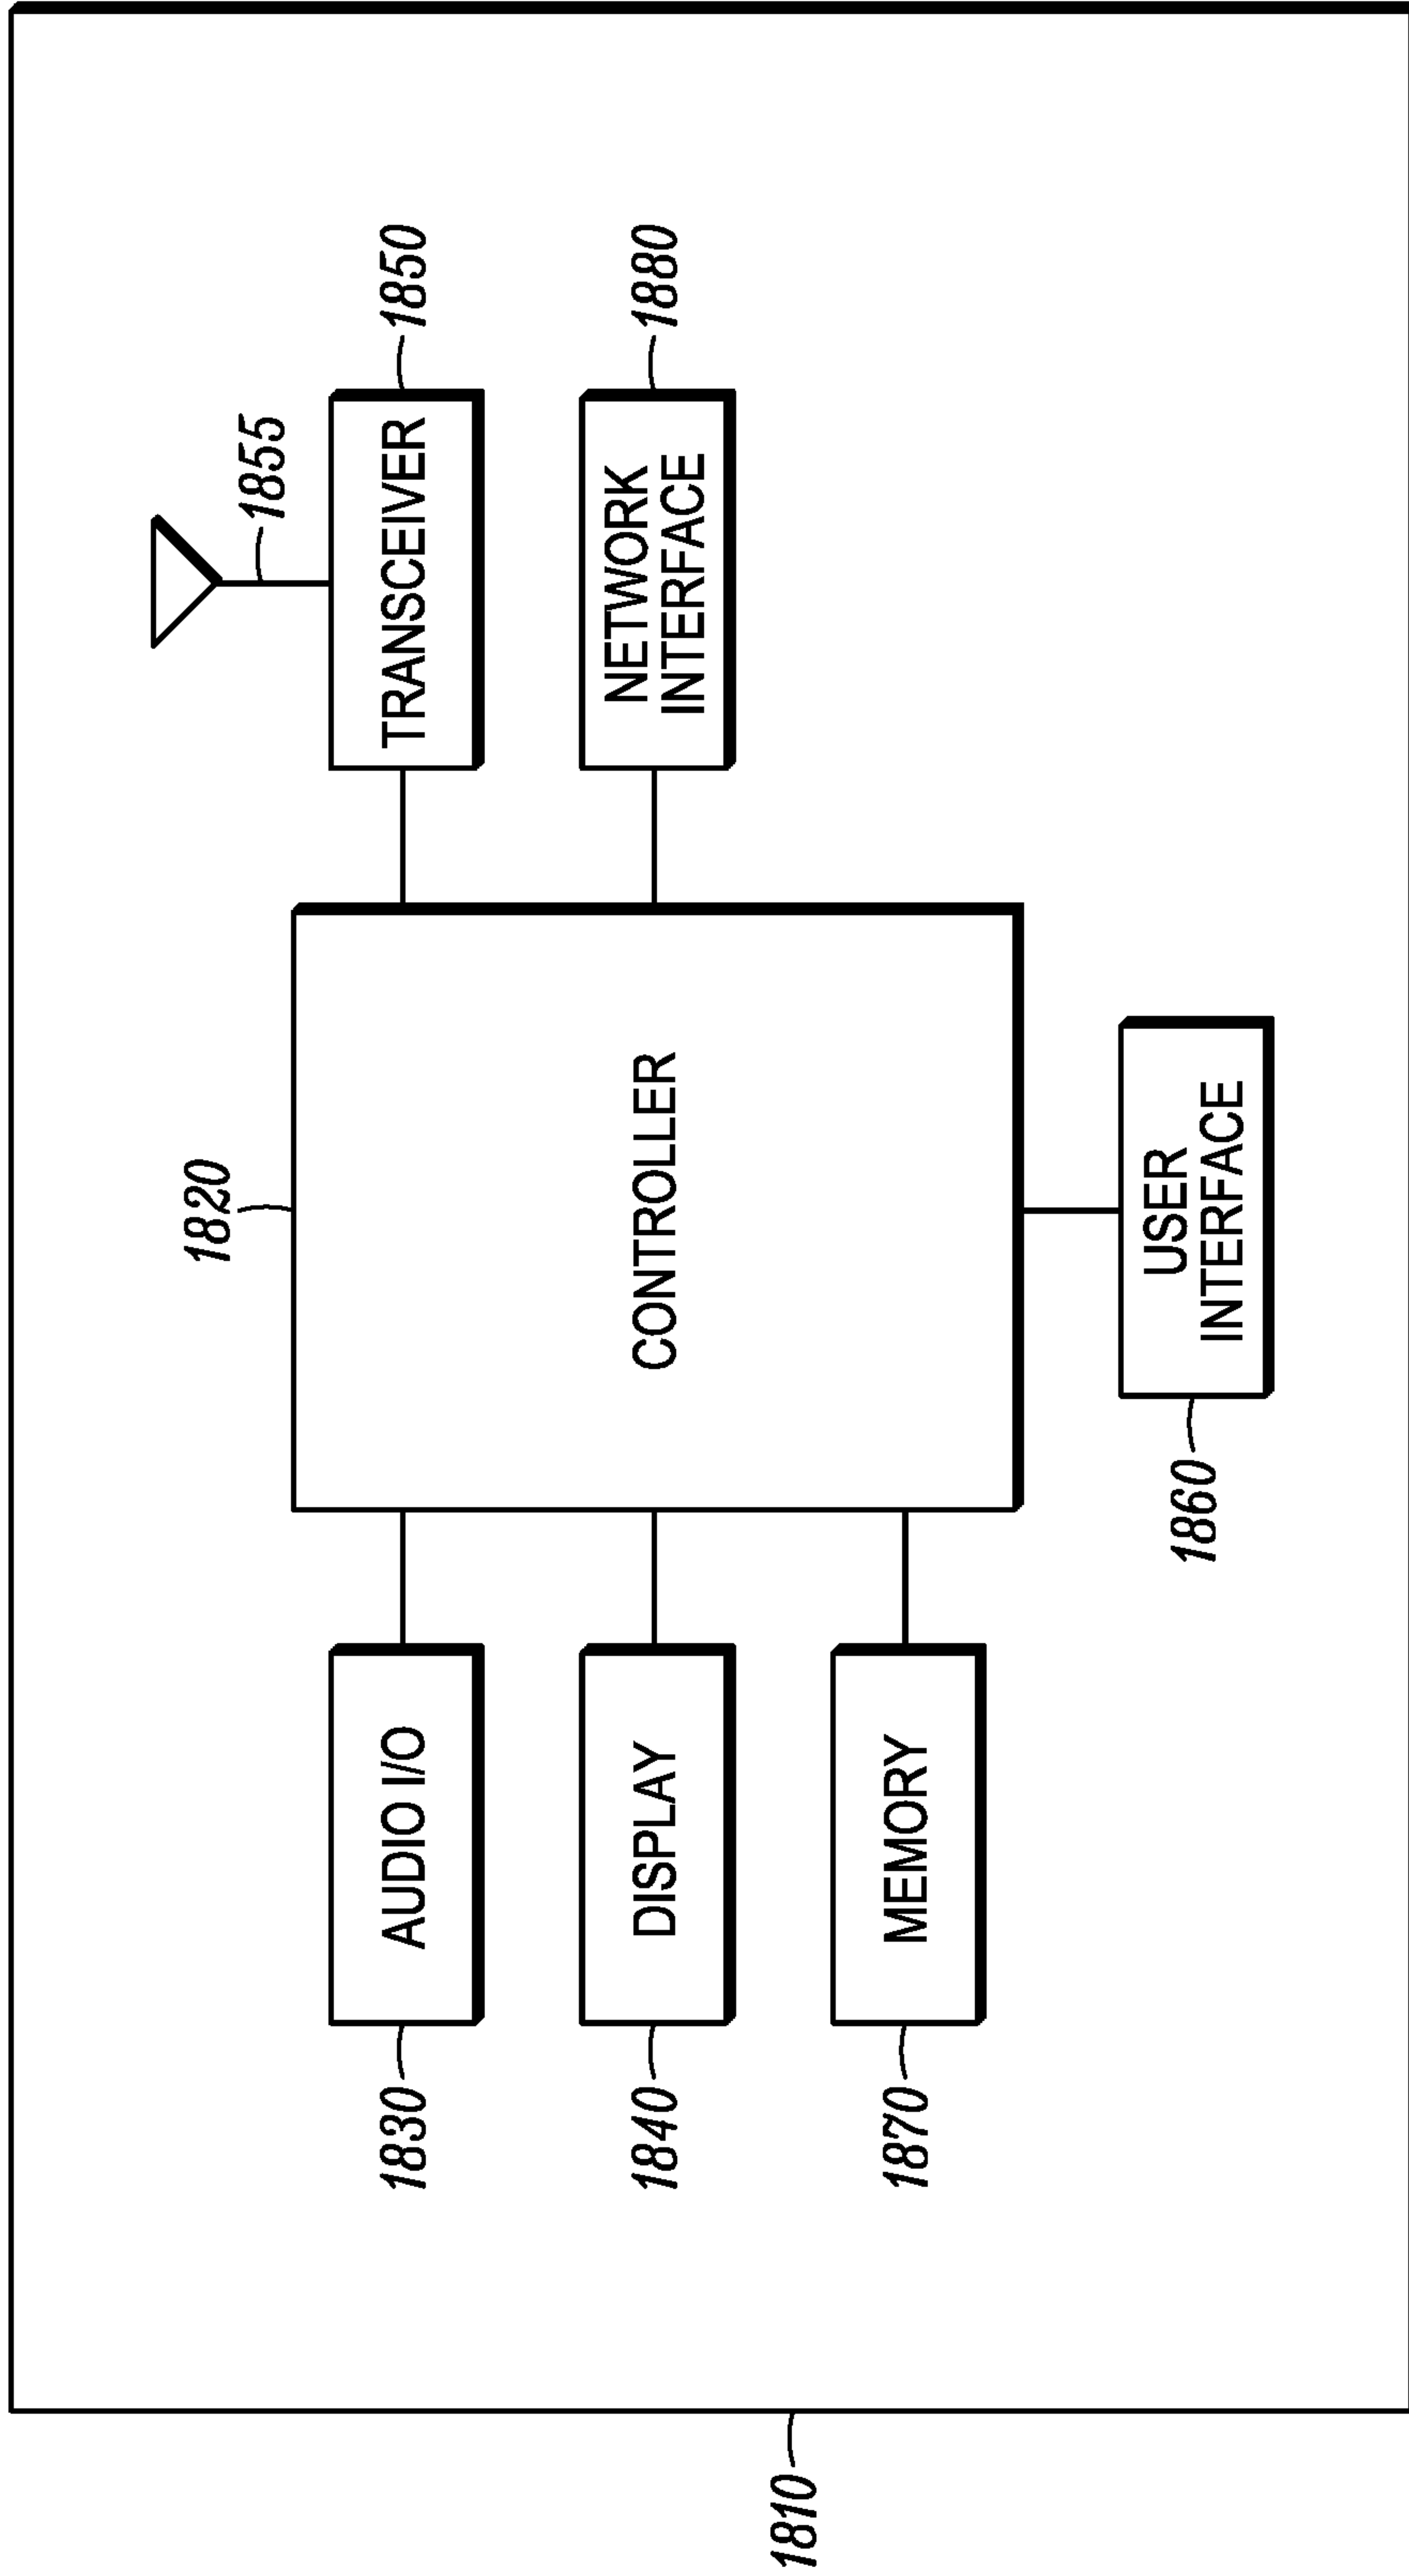 1855
1820
1830
AUDIO I/O
TRANSCEIVER
1850
1840
DISPLAY
CONTROLLER
NETWORK
INTERFACE
1880
1810
1870
MEMORY
1860
USER
INTERFACE